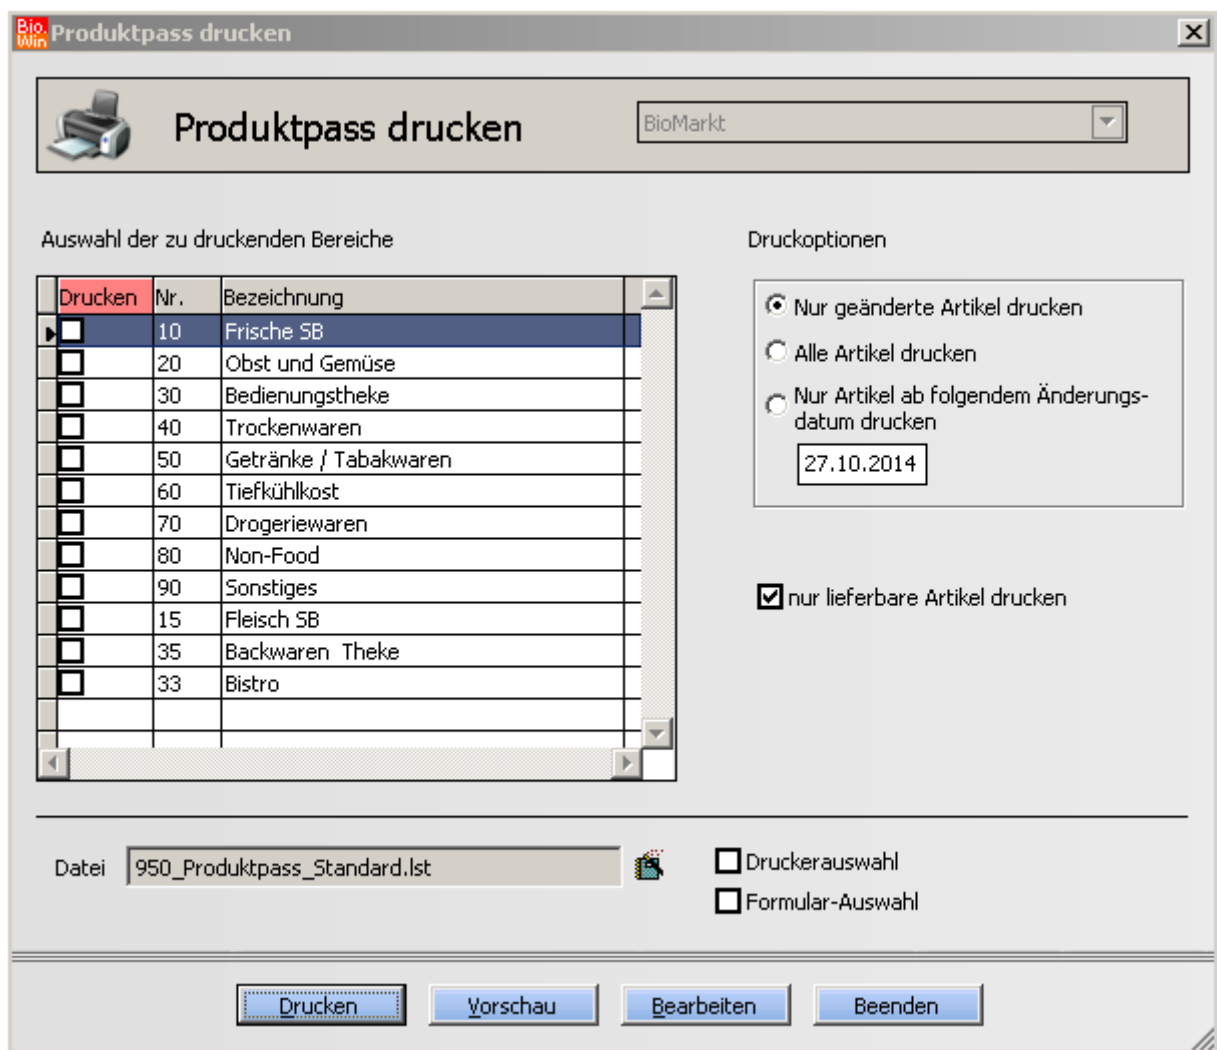 Bio.
Win
Produktpass drucken
Produktpass drucken
BioMarkt
Auswahl der zu druckenden Bereiche
Drucken Nr. Bezeichnung
10 Frische SB
20 Obst und Gemüse
30 Bedienungstheke
40 Trockenwaren
50 Getränke / Tabakwaren
60 Tiefkühlkost
70 Drogeriewaren
80 Non-Food
90 Sonstiges
15 Fleisch SB
35 Backwaren  Theke
33 Bistro
Druckoptionen
Nur geänderte Artikel drucken
Alle Artikel drucken
Nur Artikel ab folgendem Änderungs-
datum drucken
27.10.2014
nur lieferbare Artikel drucken
Datei 950_Produktpass_Standard.lst
Druckerauswahl
Formular-Auswahl
Drucken Vorschau Bearbeiten Beenden